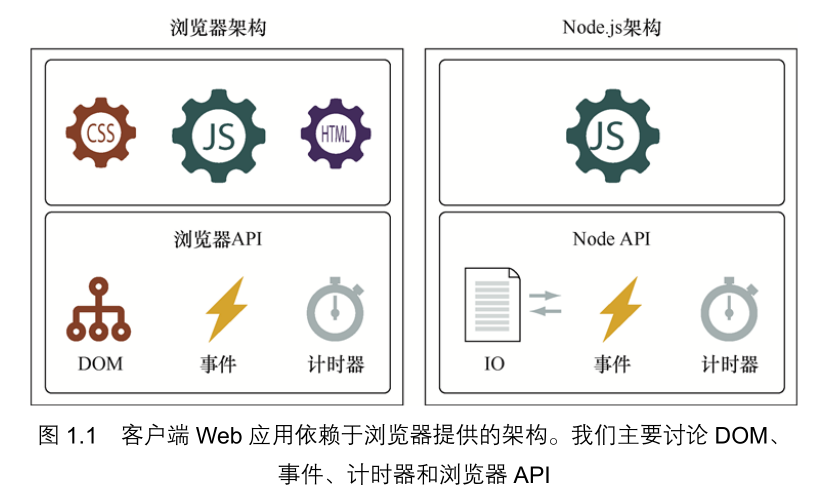 浏览器架构
Node.js架构
CSS
JS
HTML
JS
浏览器API
Node API
DOM
事件
计时器
IO
事件
计时器
图 1.1 客户端 Web 应用依赖于浏览器提供的架构。我们主要讨论 DOM、
事件、计时器和浏览器 API